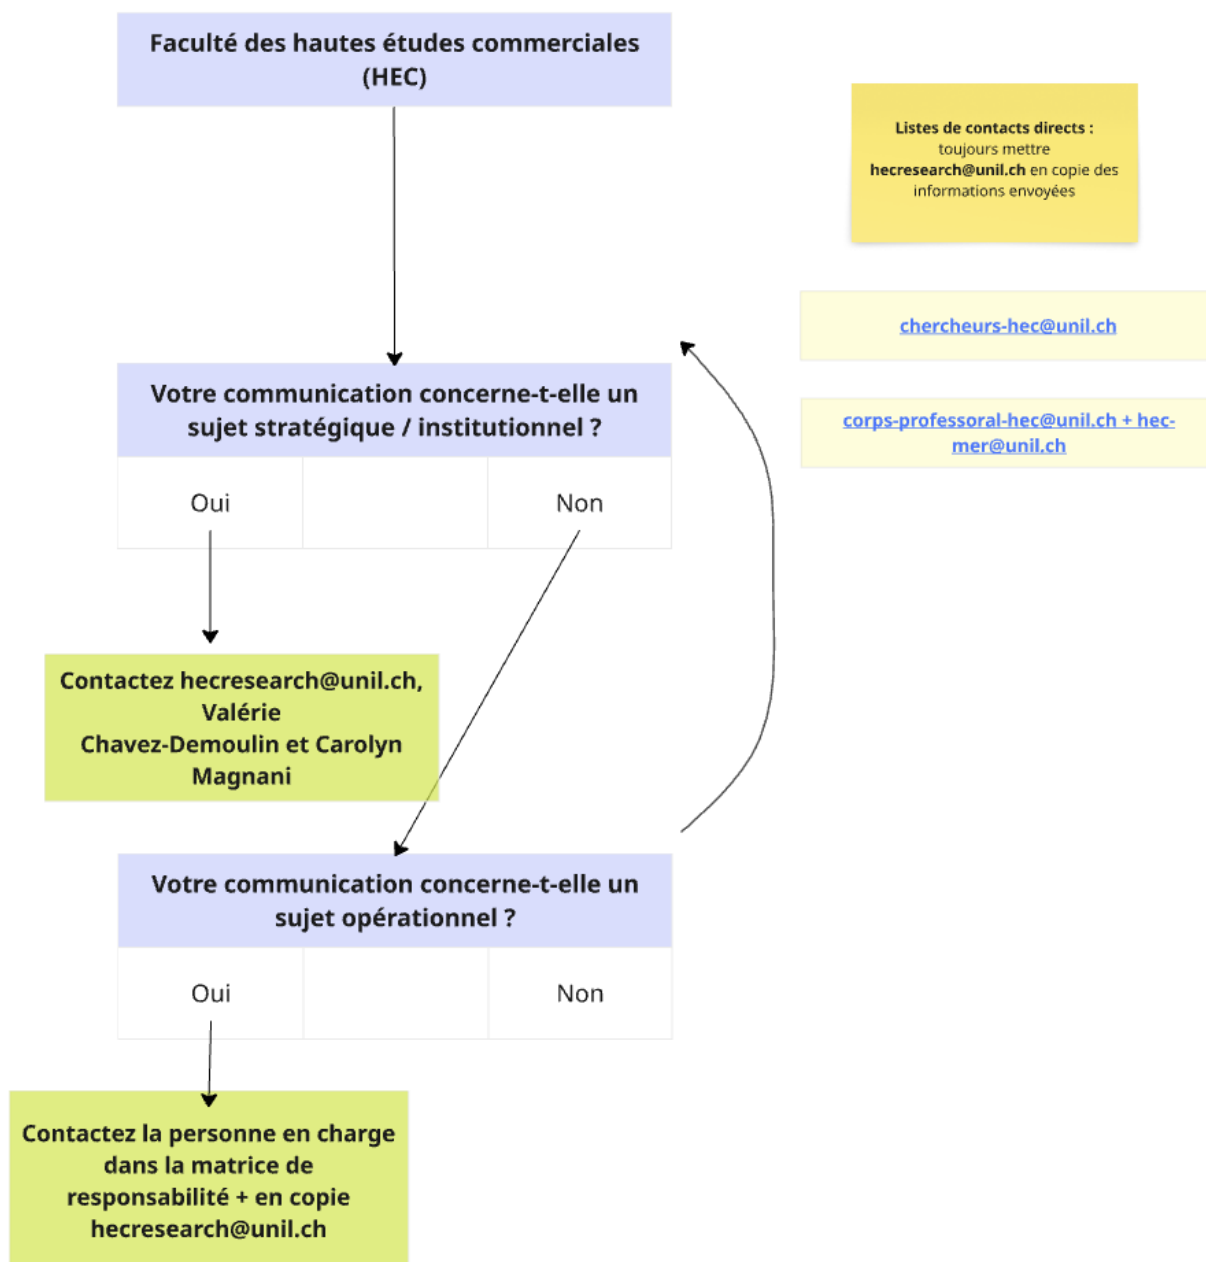 Faculté des hautes études commerciales
(HEC)
Listes de contacts directs :
toujours mettre
hecresearch@unil.ch en copie des
informations envoyées
chercheurs-hec@unil.ch
corps-professoral-hec@unil.ch + hec-
mer@unil.ch
Votre communication concerne-t-elle un
sujet stratégique / institutionnel ?
Oui
Non
Contactez hecresearch@unil.ch,
Valérie
Chavez-Demoulin et Carolyn
Magnani
Votre communication concerne-t-elle un
sujet opérationnel ?
Oui
Non
Contactez la personne en charge
dans la matrice de
responsabilité + en copie
hecresearch@unil.ch